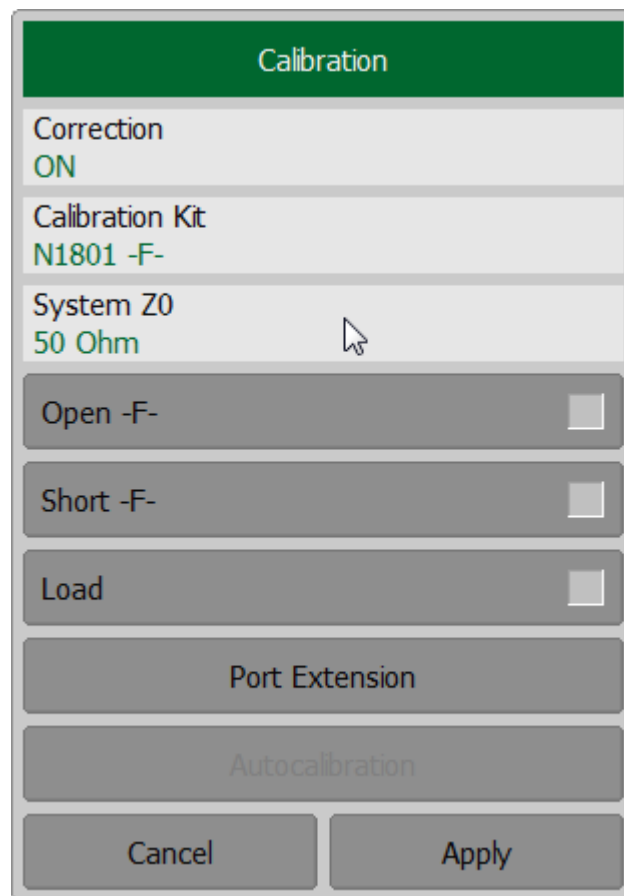 Calibration
Correction
ON
Calibration Kit
N1801 -F-
System Z0
50 Ohm
Open -F-
Short -F-
Load
Port Extension
Autocalibration
Cancel
Apply